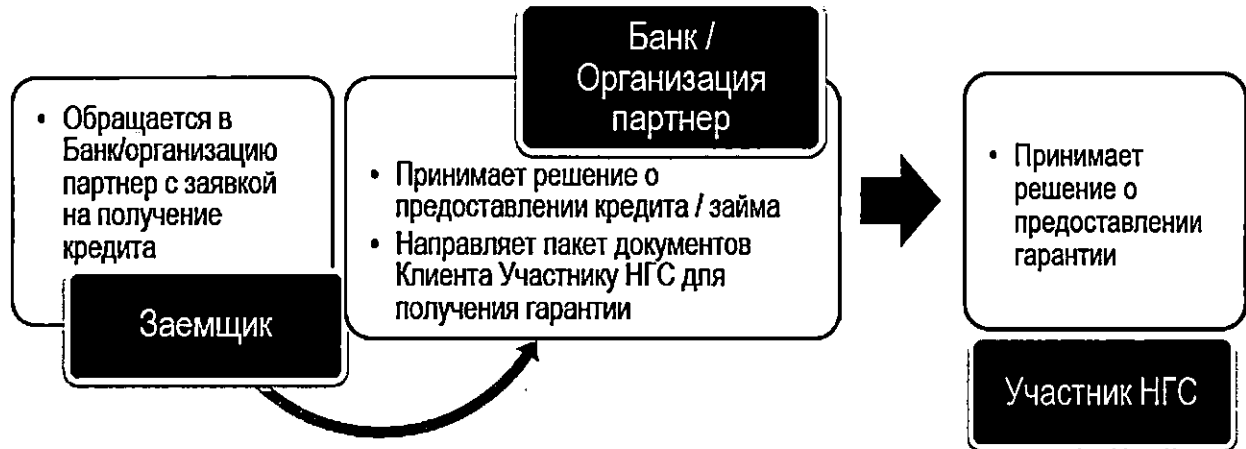 • Обращается в
Банк/организацию
партнер с заявкой
на получение
кредита
Заемщик
Банк /
Организация
партнер
• Принимает решение о
предоставлении кредита / займа
• Направляет пакет документов
Клиента Участнику НГС для
получения гарантии
• Принимает
решение о
предоставлении
гарантии
Участник НГС